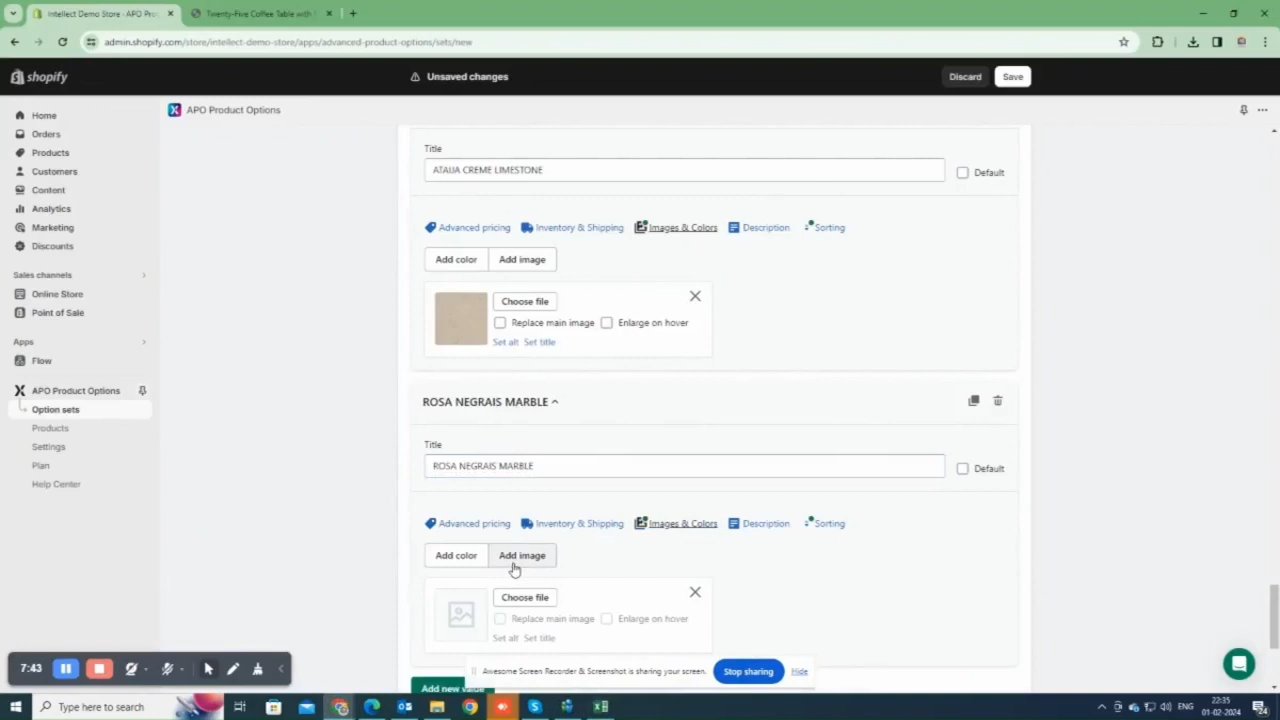 Intellect Demo Store - APO Pro
Twenty-Five Coffee Table with
admin.shopify.com/store/intellect-demo-store/apps/advanced-product-options/sets/new
shopify
Unsaved changes
Discard
Save
Home
Orders
Products
Customers
Content
Analytics
Marketing
Discounts
Sales channels
Online Store
Point of Sale
Apps
Flow
APO Product Options
Option sets
Products
Settings
Plan
Help Center
APO Product Options
Title
ATAIJA CREME LIMESTONE
Default
Advanced pricing Inventory & Shipping Images & Colors Description Sorting
Add color Add image
Choose file
Replace main image Enlarge on hover
Set alt Set title
ROSA NEGRAIS MARBLE
Title
ROSA NEGRAIS MARBLE
Default
Advanced pricing Inventory & Shipping Images & Colors Description Sorting
Add color Add image
Choose file
Replace main image Enlarge on hover
Set alt Set title
Add new value
7:43
Awesome Screen Recorder & Screenshot is sharing your screen.
Stop sharing
Hide
Type here to search
ENG
22:35
01-02-2024
24